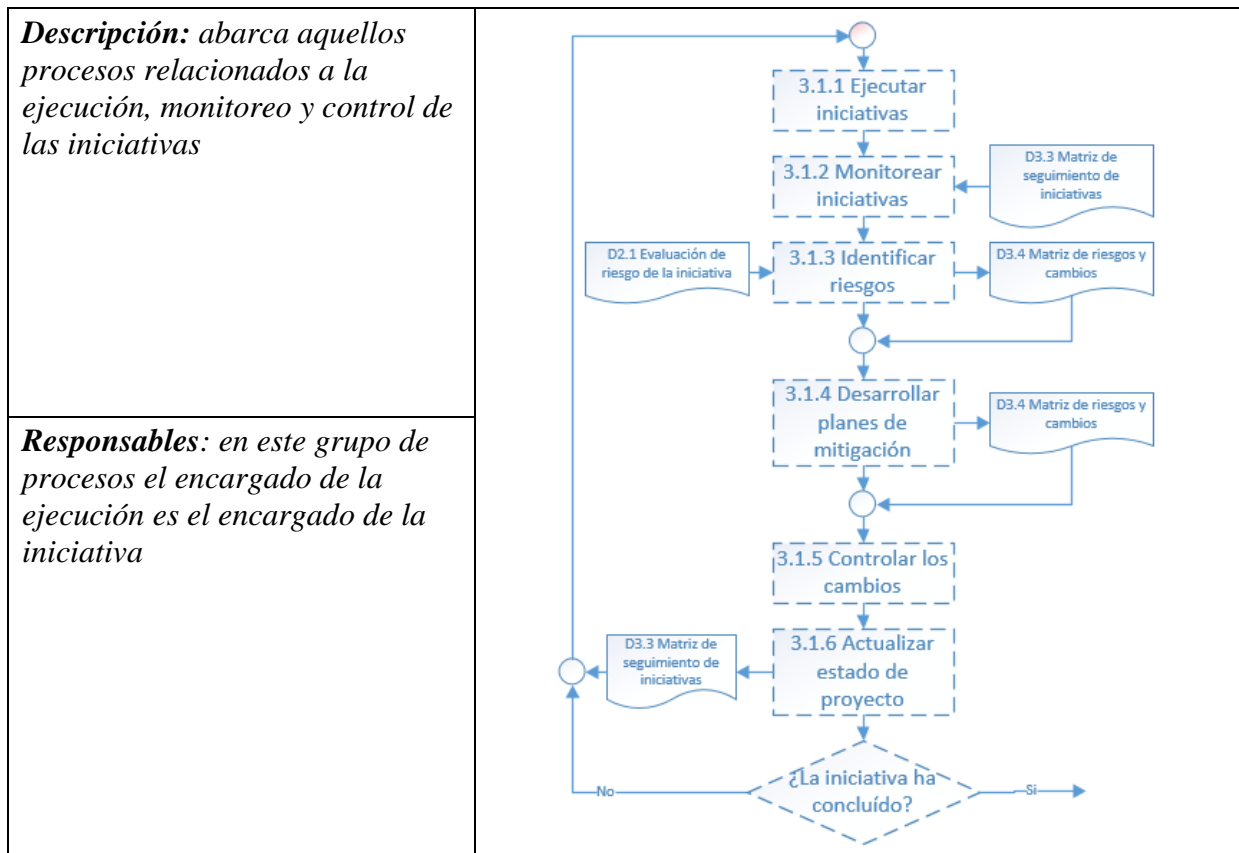 Descripción: abarca aquellos
procesos relacionados a la
ejecución, monitoreo y control de
las iniciativas
Responsables: en este grupo de
procesos el encargado de la
ejecución es el encargado de la
iniciativa
3.1.1 Ejecutar
iniciativas
3.1.2 Monitorear
iniciativas
D3.3 Matriz de
seguimiento de
iniciativas
D2.1 Evaluación de
riesgo de la iniciativa
3.1.3 Identificar
riesgos
D3.4 Matriz de riesgos y
cambios
3.1.4 Desarrollar
planes de
mitigación
D3.4 Matriz de riesgos y
cambios
3.1.5 Controlar los
cambios
D3.3 Matriz de
seguimiento de
iniciativas
3.1.6 Actualizar
estado de
proyecto
¿La iniciativa ha
concluído?
No
Si